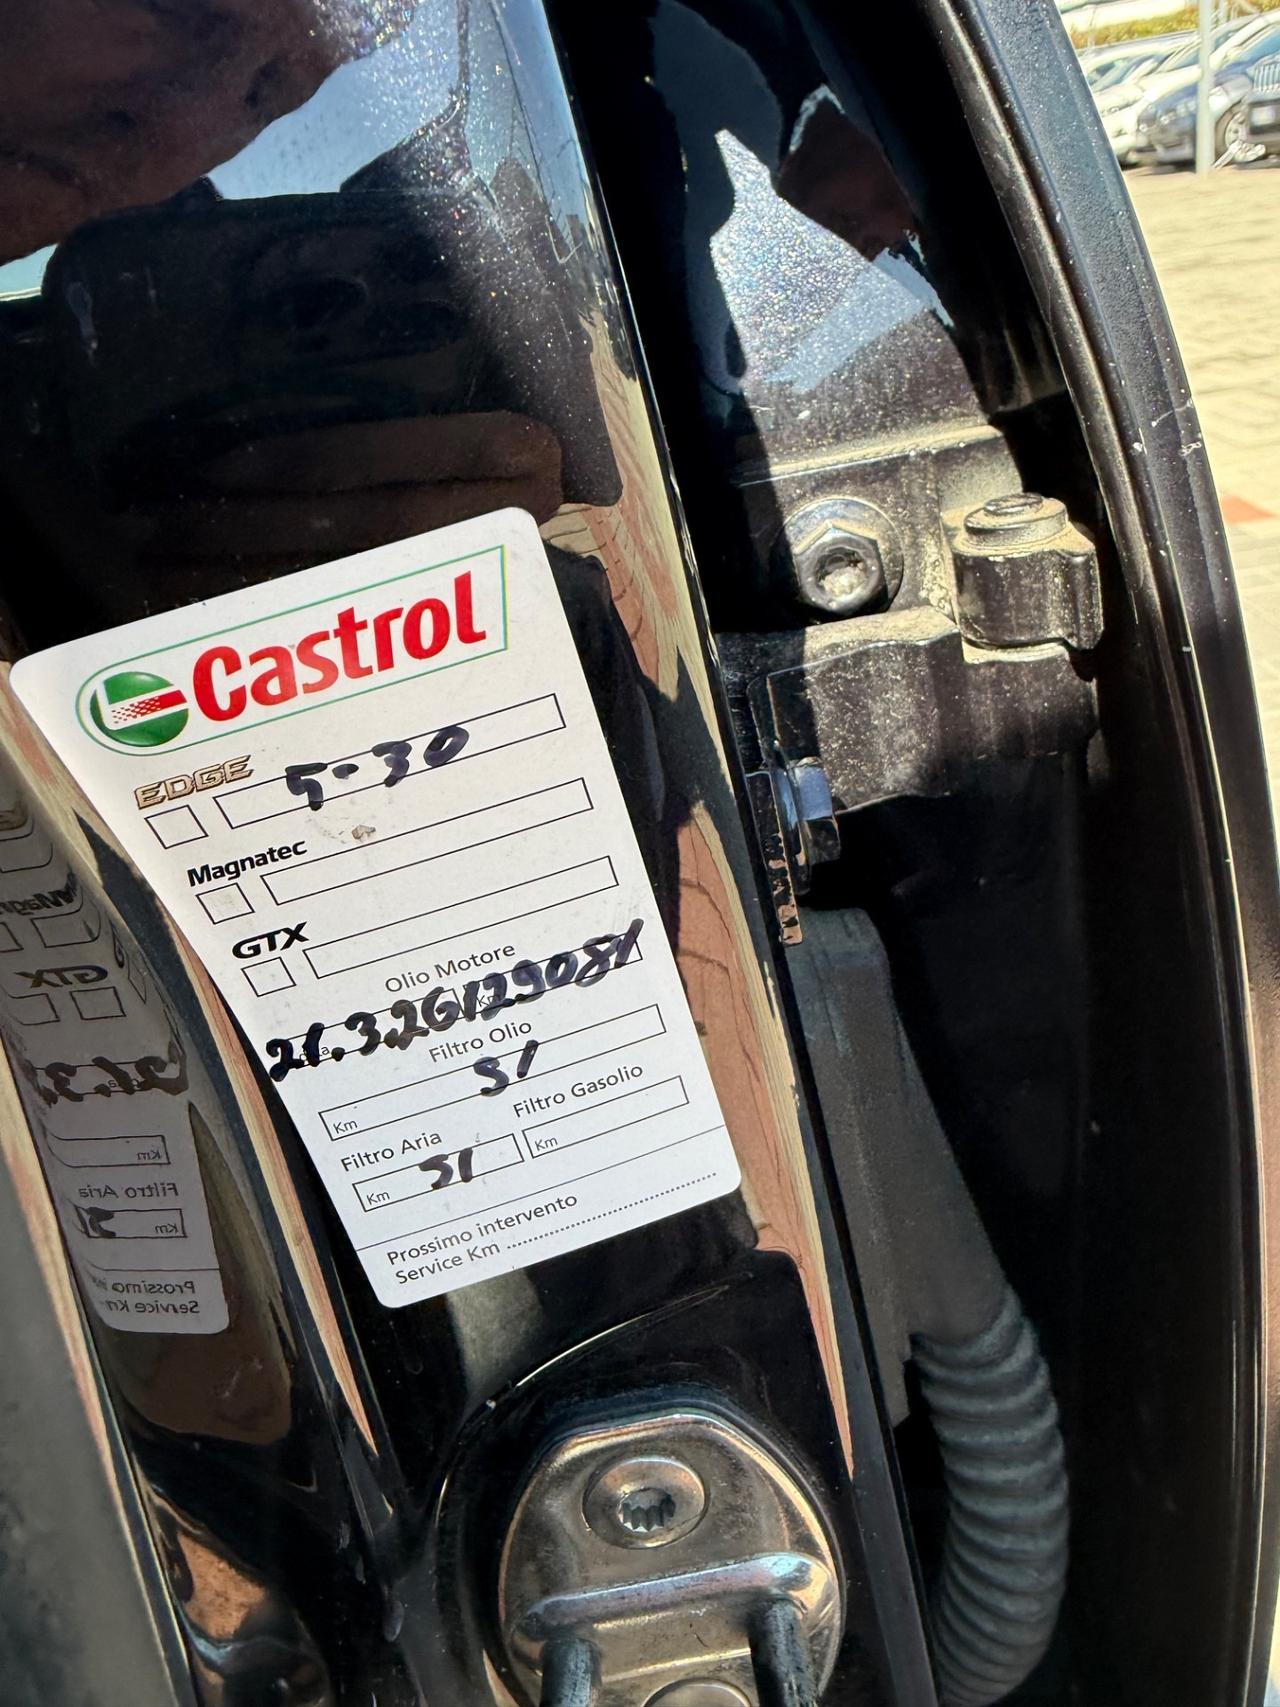 Castrol
EDGE
5-30
Magnatec
GTX
Olio Motore
21.3.26/129081
Filtro Olio
SI
Km
Filtro Aria
Filtro Gasolio
Km SI
Km
Prossimo intervento
Service Km ................................